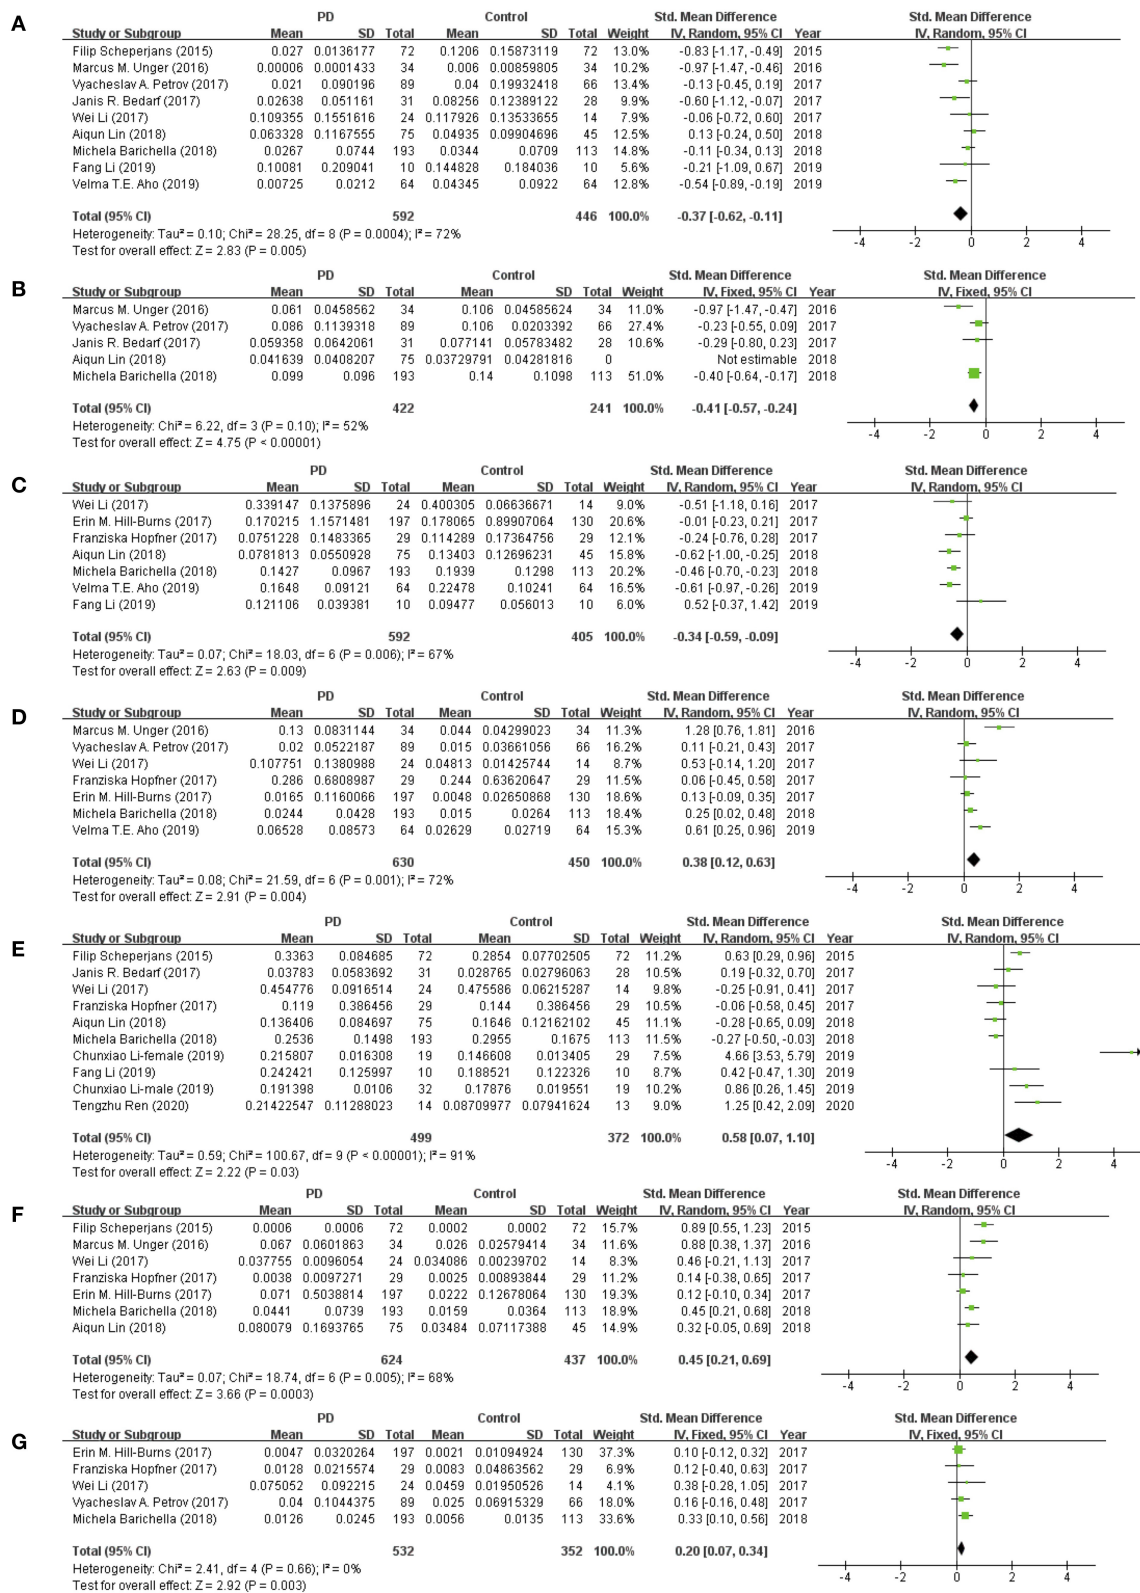 A
PD Control Std. Mean Difference Std. Mean Difference
Study or Subgroup Mean SD Total Mean SD Total Weight IV, Random, 95% CI Year IV, Random, 95% CI
Filip Scheperjans (2015) 0.027 0.0136177 72 0.1206 0.15873119 72 13.0% -0.83 [-1.17, -0.49] 2015
Marcus M. Unger (2016) 0.00006 0.0001433 34 0.006 0.00859805 34 10.2% -0.97 [-1.47, -0.46] 2016
Vyacheslav A. Petrov (2017) 0.021 0.090196 89 0.04 0.19932418 66 13.4% -0.13 [-0.45, 0.19] 2017
Janis R. Bedarf (2017) 0.02638 0.051161 31 0.08256 0.12389122 28 9.9% -0.60 [-1.12, -0.07] 2017
Wei Li (2017) 0.109355 0.1551616 24 0.117926 0.13533655 14 7.9% -0.06 [-0.72, 0.60] 2017
Aiqun Lin (2018) 0.063328 0.1167555 75 0.04935 0.09904696 45 12.5% 0.13 [-0.24, 0.50] 2018
Michela Barichella (2018) 0.0267 0.0744 193 0.0344 0.0709 113 14.8% -0.11 [-0.34, 0.13] 2018
Fang Li (2019) 0.10081 0.209041 10 0.144828 0.184036 10 5.6% -0.21 [-1.09, 0.67] 2019
Velma T.E. Aho (2019) 0.00725 0.0212 64 0.04345 0.0922 64 12.8% -0.54 [-0.89, -0.19] 2019
Total (95% CI) 592 446 100.0% -0.37 [-0.62, -0.11]
Heterogeneity: Tau² = 0.10; Chi² = 28.25, df = 8 (P = 0.0004); I² = 72%
Test for overall effect: Z = 2.83 (P = 0.005)
-4 -2 0 2 4
B
PD Control Std. Mean Difference Std. Mean Difference
Study or Subgroup Mean SD Total Mean SD Total Weight IV, Fixed, 95% CI Year IV, Fixed, 95% CI
Marcus M. Unger (2016) 0.061 0.0458562 34 0.106 0.04585624 34 11.0% -0.97 [-1.47, -0.47] 2016
Vyacheslav A. Petrov (2017) 0.086 0.1139318 89 0.106 0.0203392 66 27.4% -0.23 [-0.55, 0.09] 2017
Janis R. Bedarf (2017) 0.059358 0.0642061 31 0.077141 0.05783482 28 10.6% -0.29 [-0.80, 0.23] 2017
Aiqun Lin (2018) 0.041639 0.0408207 75 0.03729791 0.04281816 0 Not estimable 2018
Michela Barichella (2018) 0.099 0.096 193 0.14 0.1098 113 51.0% -0.40 [-0.64, -0.17] 2018
Total (95% CI) 422 241 100.0% -0.41 [-0.57, -0.24]
Heterogeneity: Chi² = 6.22, df = 3 (P = 0.10); I² = 52%
Test for overall effect: Z = 4.75 (P < 0.00001)
-4 -2 0 2 4
C
PD Control Std. Mean Difference Std. Mean Difference
Study or Subgroup Mean SD Total Mean SD Total Weight IV, Random, 95% CI Year IV, Random, 95% CI
Wei Li (2017) 0.339147 0.1375896 24 0.400305 0.06636671 14 9.0% -0.51 [-1.18, 0.16] 2017
Erin M. Hill-Burns (2017) 0.170215 1.1571481 197 0.178065 0.89907064 130 20.6% -0.01 [-0.23, 0.21] 2017
Franziska Hopfner (2017) 0.0751228 0.1483365 29 0.114289 0.17364756 29 12.1% -0.24 [-0.76, 0.28] 2017
Aiqun Lin (2018) 0.0781813 0.0550928 75 0.13403 0.12696231 45 15.8% -0.62 [-1.00, -0.25] 2018
Michela Barichella (2018) 0.1427 0.0967 193 0.1939 0.1298 113 20.2% -0.46 [-0.70, -0.23] 2018
Velma T.E. Aho (2019) 0.1648 0.09121 64 0.22478 0.10241 64 16.5% -0.61 [-0.97, -0.26] 2019
Fang Li (2019) 0.121106 0.039381 10 0.09477 0.056013 10 6.0% 0.52 [-0.37, 1.42] 2019
Total (95% CI) 592 405 100.0% -0.34 [-0.59, -0.09]
Heterogeneity: Tau² = 0.07; Chi² = 18.03, df = 6 (P = 0.006); I² = 67%
Test for overall effect: Z = 2.63 (P = 0.009)
-4 -2 0 2 4
D
PD Control Std. Mean Difference Std. Mean Difference
Study or Subgroup Mean SD Total Mean SD Total Weight IV, Random, 95% CI Year IV, Random, 95% CI
Marcus M. Unger (2016) 0.13 0.0831144 34 0.044 0.04299023 34 11.3% 1.28 [0.76, 1.81] 2016
Vyacheslav A. Petrov (2017) 0.02 0.0522187 89 0.015 0.03661056 66 16.2% 0.11 [-0.21, 0.43] 2017
Wei Li (2017) 0.107751 0.1380988 24 0.04813 0.01425744 14 8.7% 0.53 [-0.14, 1.20] 2017
Franziska Hopfner (2017) 0.286 0.6808987 29 0.244 0.63620647 29 11.5% 0.06 [-0.45, 0.58] 2017
Erin M. Hill-Burns (2017) 0.0165 0.1160066 197 0.0048 0.02650868 130 18.6% 0.13 [-0.09, 0.35] 2017
Michela Barichella (2018) 0.0244 0.0428 193 0.015 0.0264 113 18.4% 0.25 [0.02, 0.48] 2018
Velma T.E. Aho (2019) 0.06528 0.08573 64 0.02629 0.02719 64 15.3% 0.61 [0.25, 0.96] 2019
Total (95% CI) 630 450 100.0% 0.38 [0.12, 0.63]
Heterogeneity: Tau² = 0.08; Chi² = 21.59, df = 6 (P = 0.001); I² = 72%
Test for overall effect: Z = 2.91 (P = 0.004)
-4 -2 0 2 4
E
PD Control Std. Mean Difference Std. Mean Difference
Study or Subgroup Mean SD Total Mean SD Total Weight IV, Random, 95% CI Year IV, Random, 95% CI
Filip Scheperjans (2015) 0.3363 0.084685 72 0.2854 0.07702505 72 11.2% 0.63 [0.29, 0.96] 2015
Janis R. Bedarf (2017) 0.03783 0.0583692 31 0.028765 0.02796063 28 10.5% 0.19 [-0.32, 0.70] 2017
Wei Li (2017) 0.454776 0.0916514 24 0.475586 0.06215287 14 9.8% -0.25 [-0.91, 0.41] 2017
Franziska Hopfner (2017) 0.119 0.386456 29 0.144 0.386456 29 10.5% -0.06 [-0.58, 0.45] 2017
Aiqun Lin (2018) 0.136406 0.084697 75 0.1646 0.12162102 45 11.1% -0.28 [-0.65, 0.09] 2018
Michela Barichella (2018) 0.2536 0.1498 193 0.2955 0.1675 113 11.5% -0.27 [-0.50, -0.03] 2018
Chunxiao Li-female (2019) 0.215807 0.016308 19 0.146608 0.013405 29 7.5% 4.66 [3.53, 5.79] 2019
Fang Li (2019) 0.242421 0.125997 10 0.188521 0.122326 10 8.7% 0.42 [-0.47, 1.30] 2019
Chunxiao Li-male (2019) 0.191398 0.0106 32 0.17876 0.019551 19 10.2% 0.86 [0.26, 1.45] 2019
Tengzhu Ren (2020) 0.21422547 0.11288023 14 0.08709977 0.07941624 13 9.0% 1.25 [0.42, 2.09] 2020
Total (95% CI) 499 372 100.0% 0.58 [0.07, 1.10]
Heterogeneity: Tau² = 0.59; Chi² = 100.67, df = 9 (P < 0.00001); I² = 91%
Test for overall effect: Z = 2.22 (P = 0.03)
-4 -2 0 2 4
F
PD Control Std. Mean Difference Std. Mean Difference
Study or Subgroup Mean SD Total Mean SD Total Weight IV, Random, 95% CI Year IV, Random, 95% CI
Filip Scheperjans (2015) 0.0006 0.0006 72 0.0002 0.0002 72 15.7% 0.89 [0.55, 1.23] 2015
Marcus M. Unger (2016) 0.067 0.0601863 34 0.026 0.02579414 34 11.6% 0.88 [0.38, 1.37] 2016
Wei Li (2017) 0.037755 0.0096054 24 0.034086 0.00239702 14 8.3% 0.46 [-0.21, 1.13] 2017
Franziska Hopfner (2017) 0.0038 0.0097271 29 0.0025 0.00893844 29 11.2% 0.14 [-0.38, 0.65] 2017
Erin M. Hill-Burns (2017) 0.071 0.5038814 197 0.0222 0.12678064 130 19.3% 0.12 [-0.10, 0.34] 2017
Michela Barichella (2018) 0.0441 0.0739 193 0.0159 0.0364 113 18.9% 0.45 [0.21, 0.68] 2018
Aiqun Lin (2018) 0.080079 0.1693765 75 0.03484 0.07117388 45 14.9% 0.32 [-0.05, 0.69] 2018
Total (95% CI) 624 437 100.0% 0.45 [0.21, 0.69]
Heterogeneity: Tau² = 0.07; Chi² = 18.74, df = 6 (P = 0.005); I² = 68%
Test for overall effect: Z = 3.66 (P = 0.0003)
-4 -2 0 2 4
G
PD Control Std. Mean Difference Std. Mean Difference
Study or Subgroup Mean SD Total Mean SD Total Weight IV, Fixed, 95% CI Year IV, Fixed, 95% CI
Erin M. Hill-Burns (2017) 0.0047 0.0320264 197 0.0021 0.01094924 130 37.3% 0.10 [-0.12, 0.32] 2017
Franziska Hopfner (2017) 0.0128 0.0215574 29 0.0083 0.04863562 29 6.9% 0.12 [-0.40, 0.63] 2017
Wei Li (2017) 0.075052 0.092215 24 0.0459 0.01950526 14 4.1% 0.38 [-0.28, 1.05] 2017
Vyacheslav A. Petrov (2017) 0.04 0.1044375 89 0.025 0.06915329 66 18.0% 0.16 [-0.16, 0.48] 2017
Michela Barichella (2018) 0.0126 0.0245 193 0.0056 0.0135 113 33.6% 0.33 [0.10, 0.56] 2018
Total (95% CI) 532 352 100.0% 0.20 [0.07, 0.34]
Heterogeneity: Chi² = 2.41, df = 4 (P = 0.66); I² = 0%
Test for overall effect: Z = 2.92 (P = 0.003)
-4 -2 0 2 4